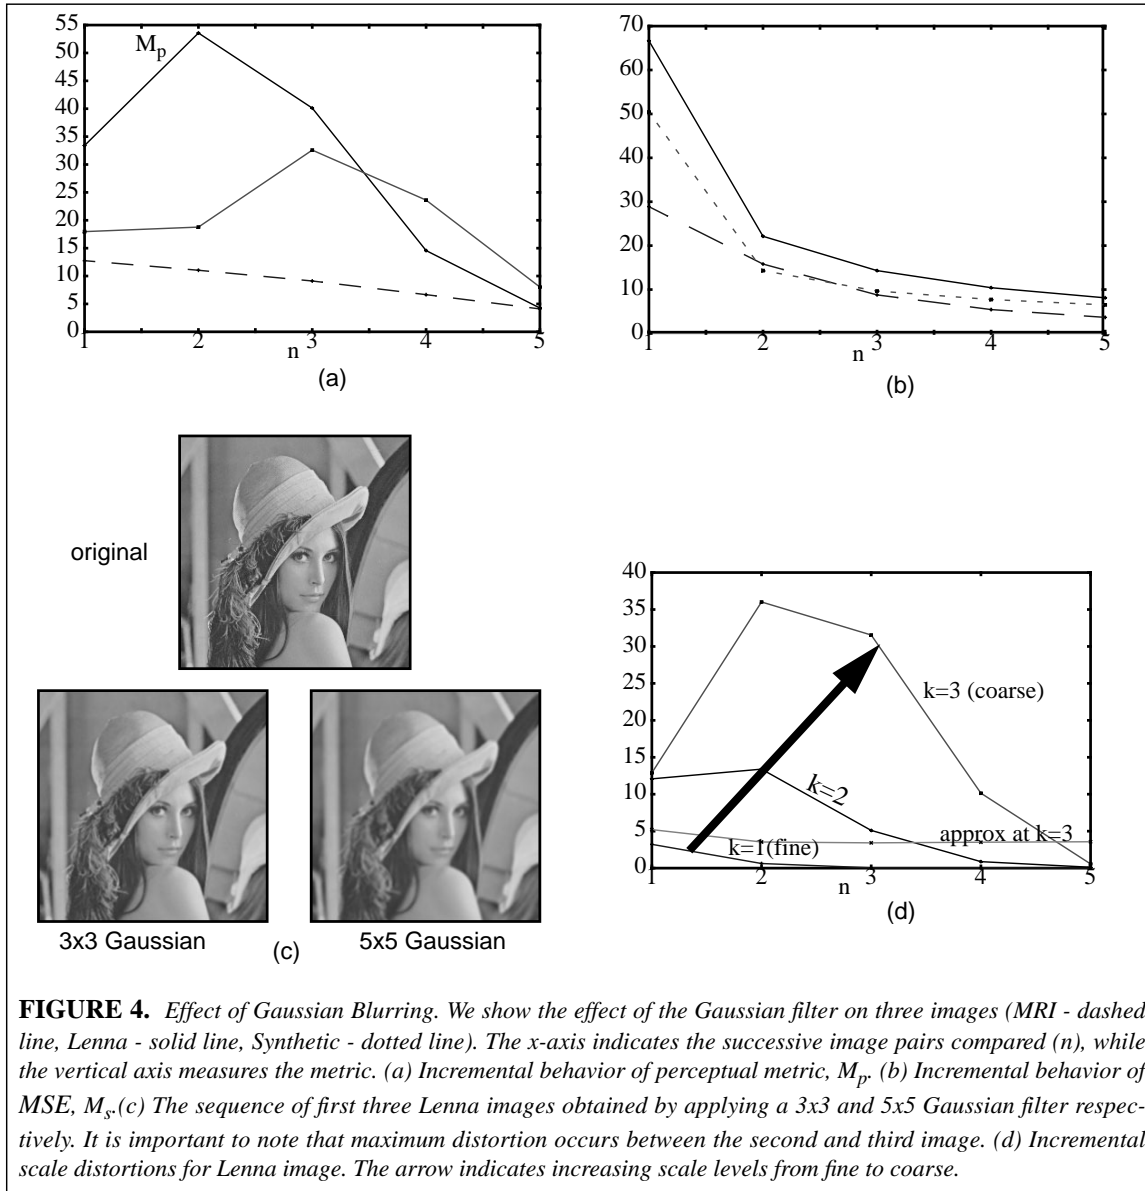 55
50
45
40
35
30
25
20
15
10
5
0
M_p
1 2 3 4 5
n
(a)
70
60
50
40
30
20
10
0
1 2 3 4 5
n
(b)
original
3x3 Gaussian
5x5 Gaussian
(c)
40
35
30
25
20
15
10
5
0
k=3 (coarse)
k=2
approx at k=3
k=1(fine)
1 2 3 4 5
n
(d)
FIGURE 4. Effect of Gaussian Blurring. We show the effect of the Gaussian filter on three images (MRI - dashed
line, Lenna - solid line, Synthetic - dotted line). The x-axis indicates the successive image pairs compared (n), while
the vertical axis measures the metric. (a) Incremental behavior of perceptual metric, M_p. (b) Incremental behavior of
MSE, M_s.(c) The sequence of first three Lenna images obtained by applying a 3x3 and 5x5 Gaussian filter respec-
tively. It is important to note that maximum distortion occurs between the second and third image. (d) Incremental
scale distortions for Lenna image. The arrow indicates increasing scale levels from fine to coarse.